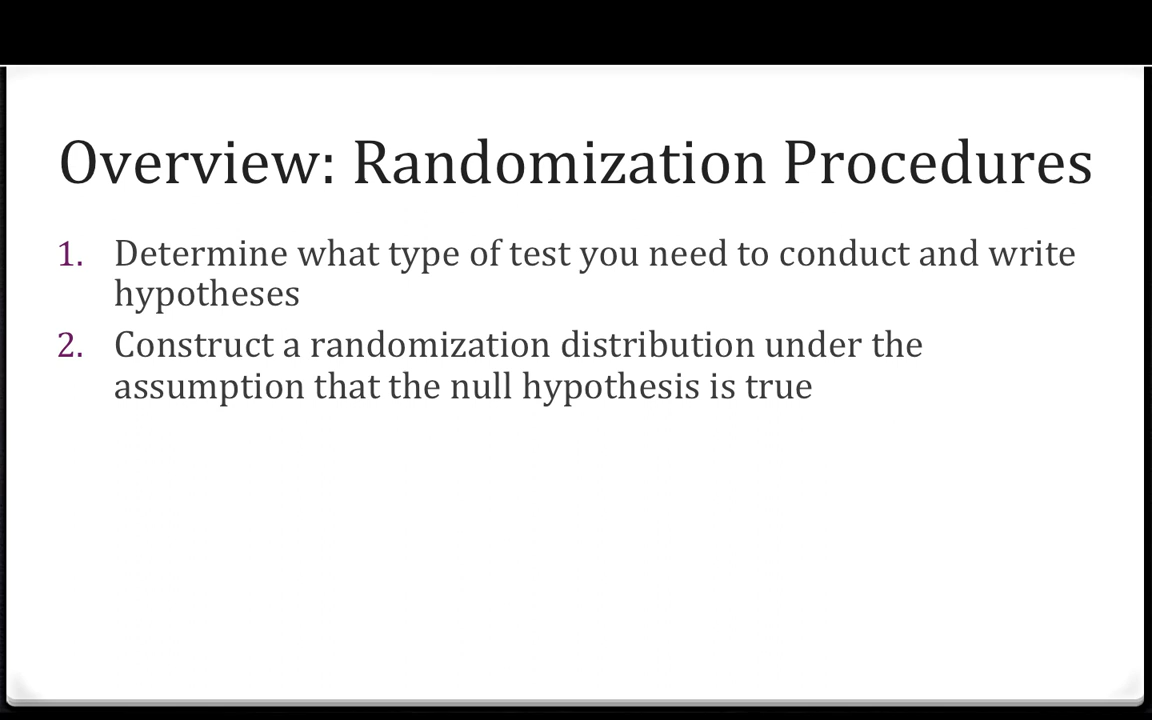 Overview: Randomization Procedures
1. Determine what type of test you need to conduct and write
hypotheses
2. Construct a randomization distribution under the
assumption that the null hypothesis is true